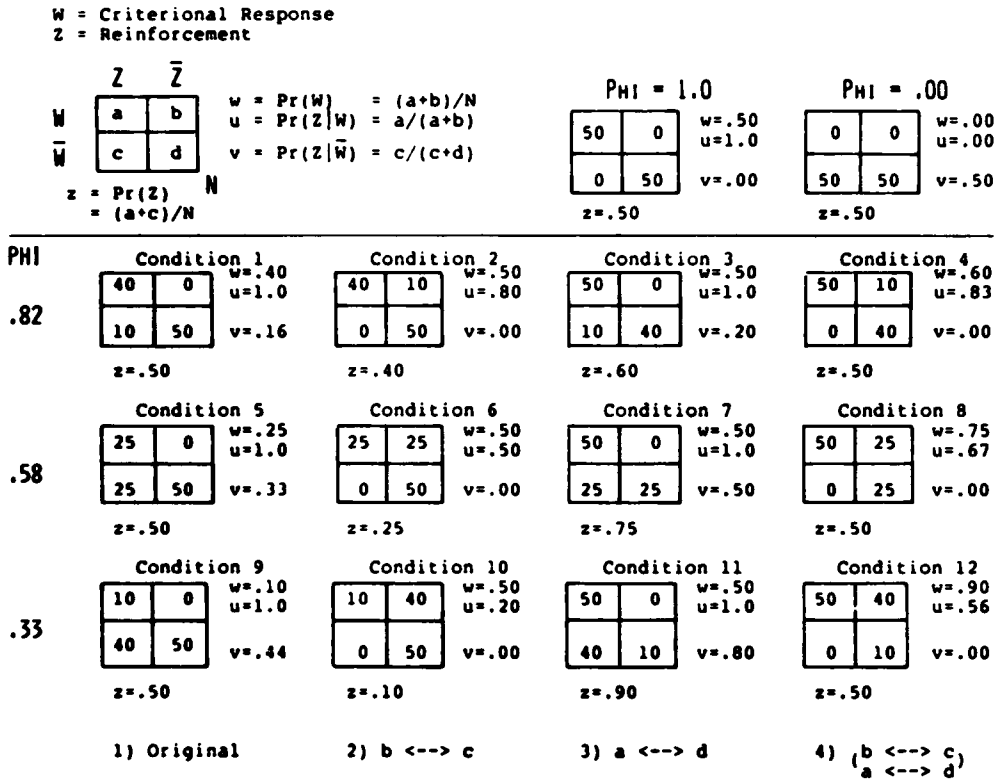 W = Criterional Response
Z = Reinforcement
Z Z̅
W a b
W̅ c d
N
w = Pr(W) = (a+b)/N
u = Pr(Z|W) = a/(a+b)
v = Pr(Z|W̅) = c/(c+d)
z = Pr(Z)
= (a+c)/N
PHI = 1.0
50 0 w=.50
u=1.0
0 50 v=.00
z=.50
PHI = .00
0 0 w=.00
u=.00
50 50 v=.50
z=.50
PHI
.82
Condition 1
40 0 w=.40
u=1.0
10 50 v=.16
z=.50
Condition 2
40 10 w=.50
u=.80
0 50 v=.00
z=.40
Condition 3
50 0 w=.50
u=1.0
10 40 v=.20
z=.60
Condition 4
50 10 w=.60
u=.83
0 40 v=.00
z=.50
.58
Condition 5
25 0 w=.25
u=1.0
25 50 v=.33
z=.50
Condition 6
25 25 w=.50
u=.50
0 50 v=.00
z=.25
Condition 7
50 0 w=.50
u=1.0
25 25 v=.50
z=.75
Condition 8
50 25 w=.75
u=.67
0 25 v=.00
z=.50
.33
Condition 9
10 0 w=.10
u=1.0
40 50 v=.44
z=.50
Condition 10
10 40 w=.50
u=.20
0 50 v=.00
z=.10
Condition 11
50 0 w=.50
u=1.0
40 10 v=.80
z=.90
Condition 12
50 40 w=.90
u=.56
0 10 v=.00
z=.50
1) Original
2) b <--> c
3) a <--> d
4) (b <--> c
a <--> d)